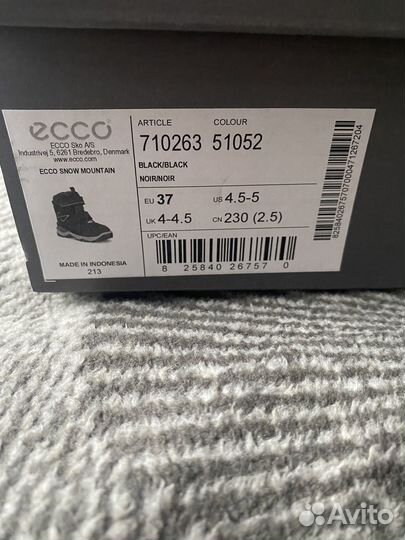 ecco
ECCO Sko A/S
Industrivej 5, 6261 Bredebro, Denmark
www.ecco.com
ECCO SNOW MOUNTAIN
MADE IN INDONESIA
213
ARTICLE COLOUR
710263 51052
BLACK/BLACK
NOIR/NOIR
EU 37 US 4.5-5
UK 4-4.5 CN 230 (2.5)
UPC/EAN
8 25840 26757 0
Avito